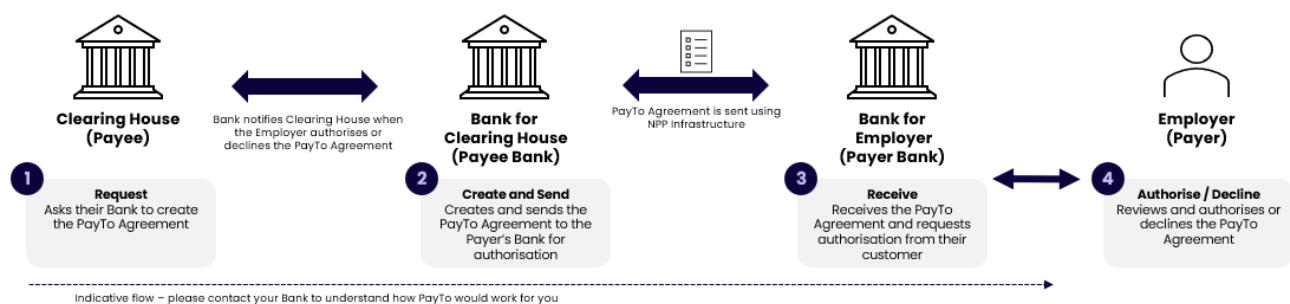 Clearing House
(Payee)
Bank notifies Clearing House when
the Employer authorises or
declines the PayTo Agreement
Bank for
Clearing House
(Payee Bank)
PayTo Agreement is sent using
NPP Infrastructure
Bank for
Employer
(Payer Bank)
Employer
(Payer)
1
Request
Asks their Bank to create
the PayTo Agreement
2
Create and Send
Creates and sends the
PayTo Agreement to the
Payer's Bank for
authorisation
3
Receive
Receives the PayTo
Agreement and requests
authorisation from their
customer
4
Authorise / Decline
Reviews and authorises or
declines the PayTo
Agreement
Indicative flow – please contact your Bank to understand how PayTo would work for you